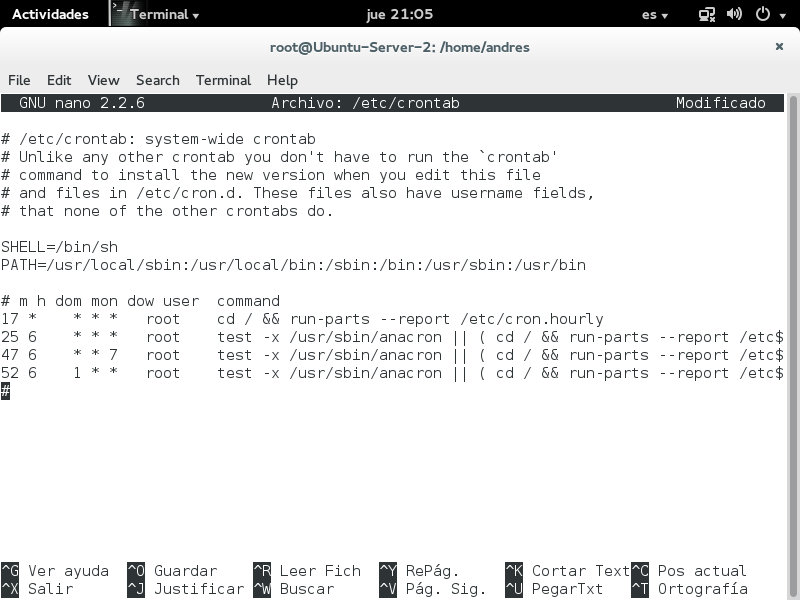 Actividades Terminal jue 21:05 es
root@Ubuntu-Server-2: /home/andres ×
File Edit View Search Terminal Help
GNU nano 2.2.6 Archivo: /etc/crontab Modificado
# /etc/crontab: system-wide crontab
# Unlike any other crontab you don't have to run the `crontab'
# command to install the new version when you edit this file
# and files in /etc/cron.d. These files also have username fields,
# that none of the other crontabs do.
SHELL=/bin/sh
PATH=/usr/local/sbin:/usr/local/bin:/sbin:/bin:/usr/sbin:/usr/bin
# m h dom mon dow user  command
17 *    * * *   root    cd / && run-parts --report /etc/cron.hourly
25 6    * * *   root    test -x /usr/sbin/anacron || ( cd / && run-parts --report /etc$
47 6    * * 7   root    test -x /usr/sbin/anacron || ( cd / && run-parts --report /etc$
52 6    1 * *   root    test -x /usr/sbin/anacron || ( cd / && run-parts --report /etc$
#
^G Ver ayuda ^O Guardar ^R Leer Fich ^Y RePág. ^K Cortar Text ^C Pos actual
^X Salir ^J Justificar ^W Buscar ^V Pág. Sig. ^U PegarTxt ^T Ortografía